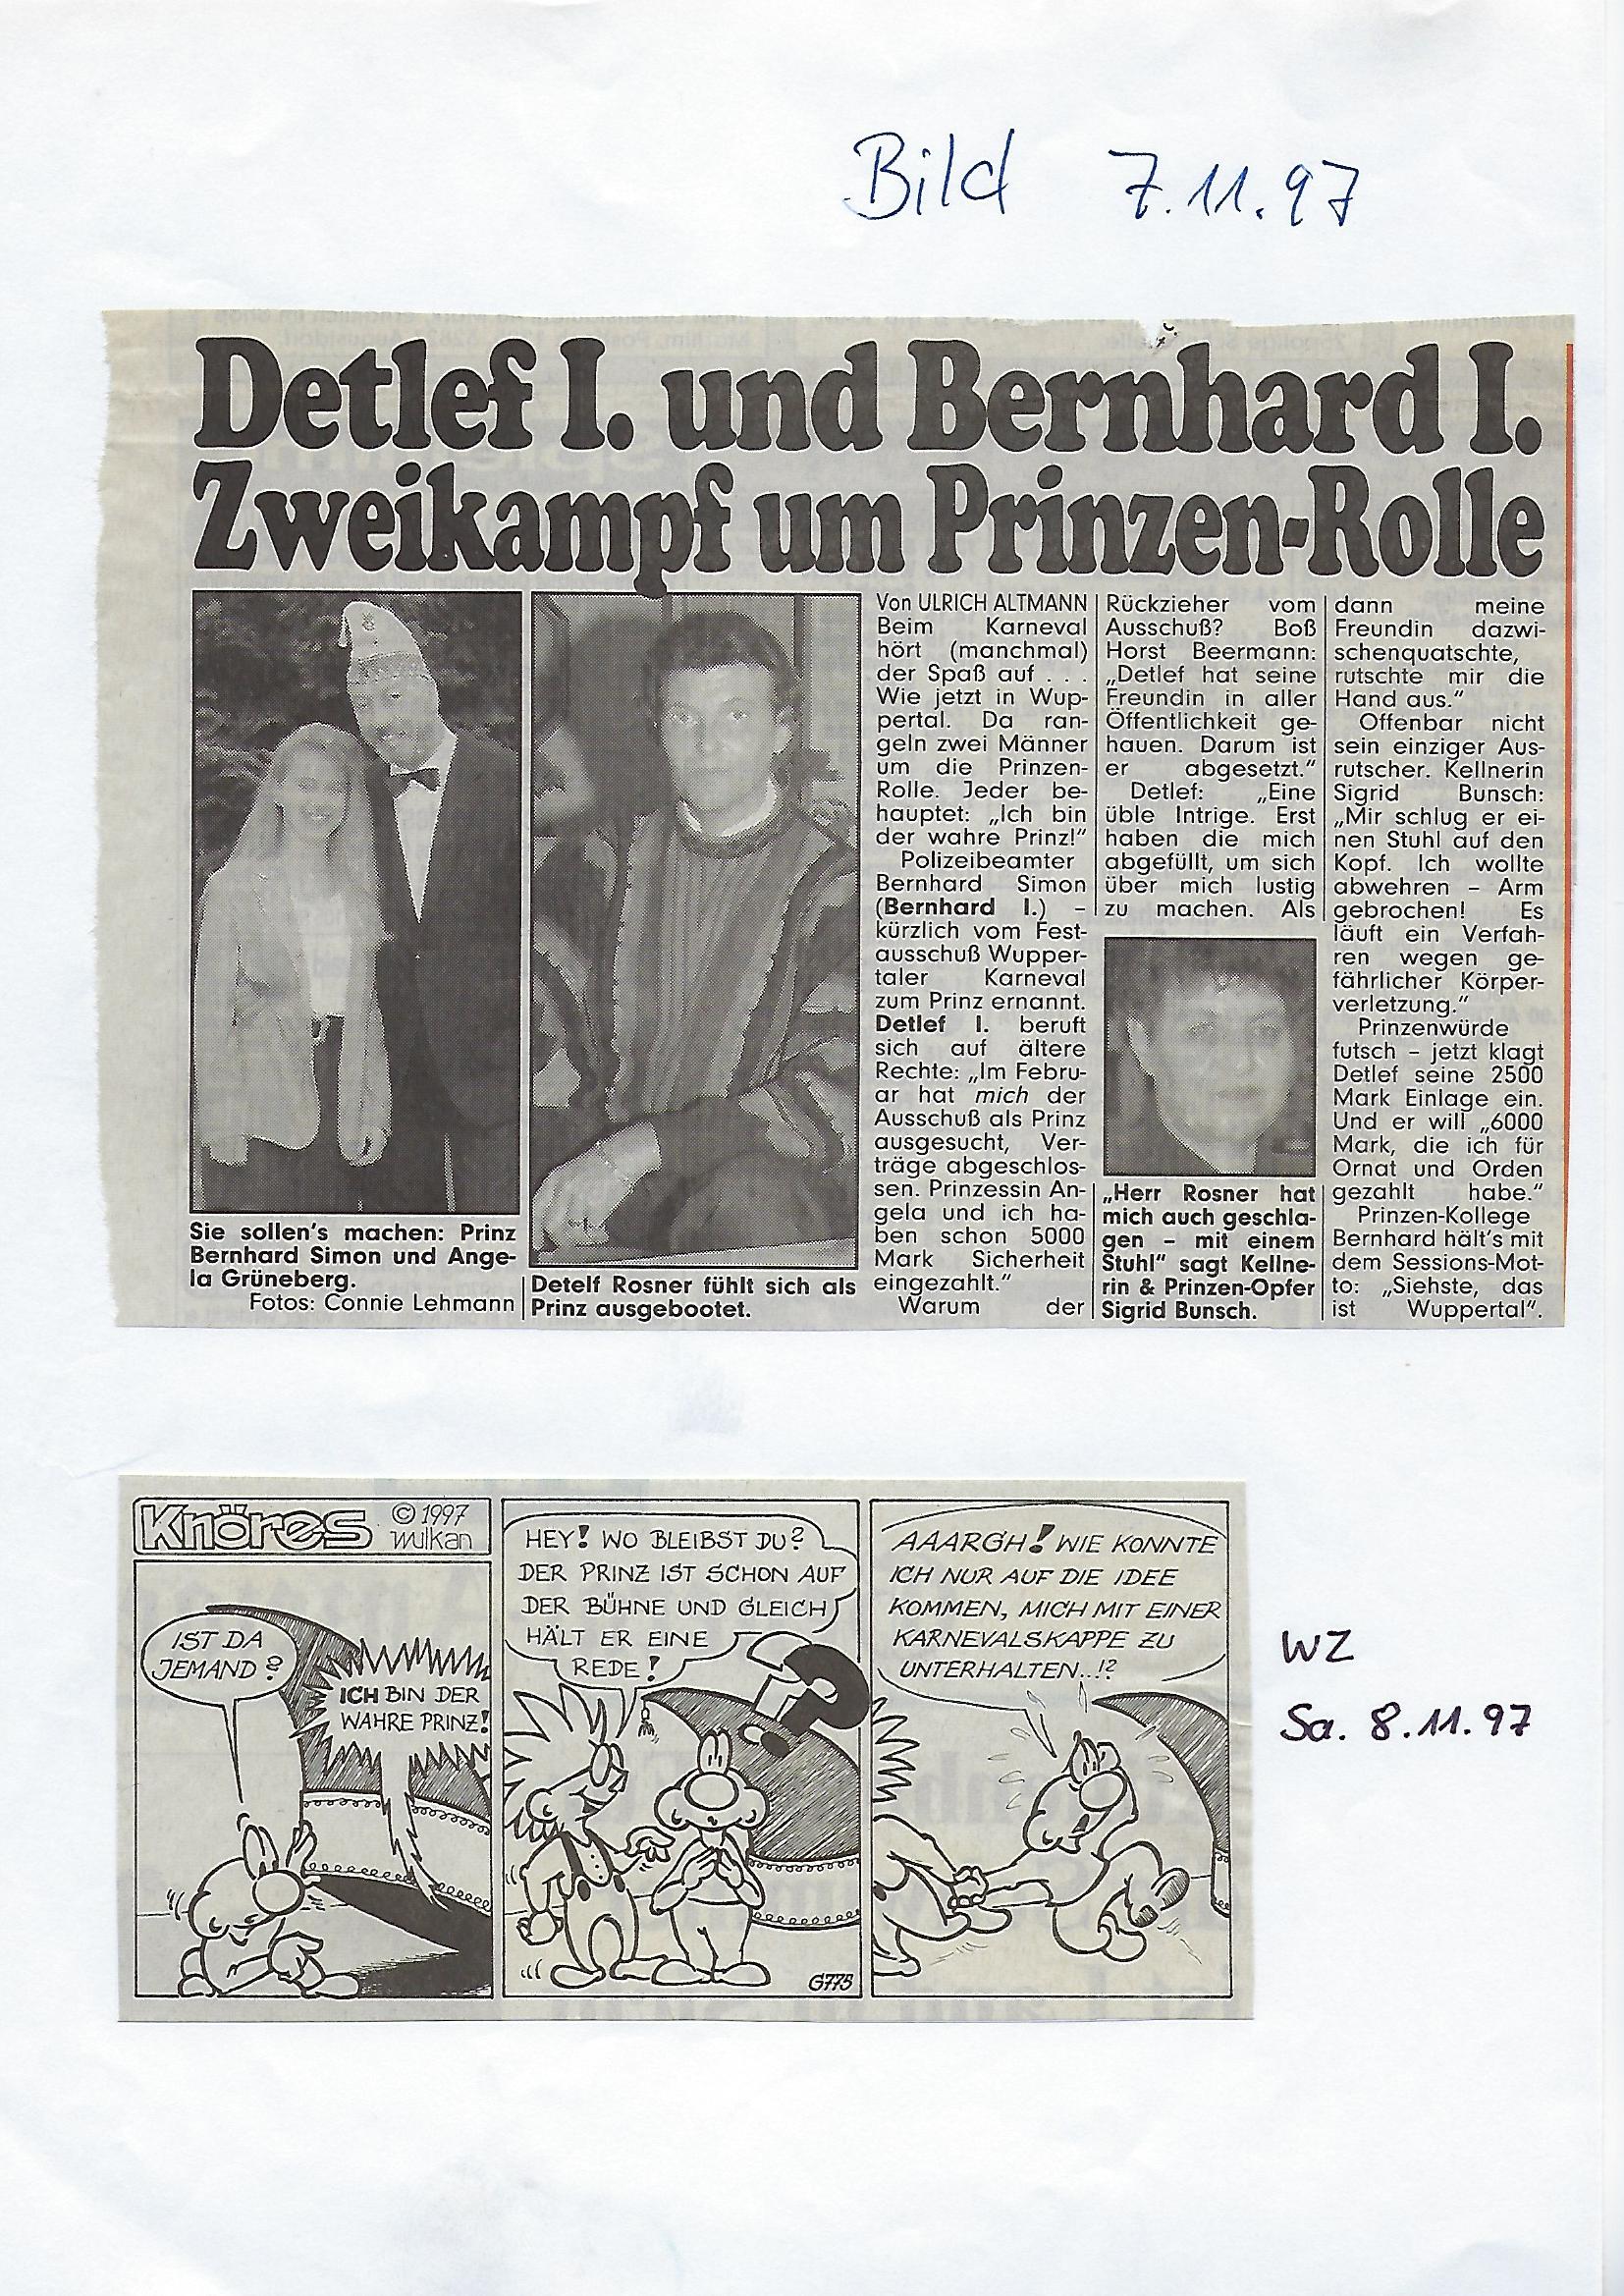 Bild 7.11.97
Detlef I. und Bernhard I.
Zweikampf um Prinzen-Rolle
Sie sollen's machen: Prinz
Bernhard Simon und Ange-
la Grüneberg.
Fotos: Connie Lehmann
Detelf Rosner fühlt sich als
Prinz ausgebootet.
Von ULRICH ALTMANN
Beim Karneval
hört (manchmal)
der Spaß auf . . .
Wie jetzt in Wup-
pertal. Da ran-
geln zwei Männer
um die Prinzen-
Rolle. Jeder be-
hauptet: „Ich bin
der wahre Prinz!"
Polizeibeamter
Bernhard Simon
(Bernhard I.) –
kürzlich vom Fest-
ausschuß Wupper-
taler Karneval
zum Prinz ernannt.
Detlef I. beruft
sich auf ältere
Rechte: „Im Febru-
ar hat mich der
Ausschuß als Prinz
ausgesucht, Ver-
träge abgeschlos-
sen. Prinzessin An-
gela und ich ha-
ben schon 5000
Mark Sicherheit
eingezahlt."
Warum der
Rückzieher vom
Ausschuß? Boß
Horst Beermann:
„Detlef hat seine
Freundin in aller
Öffentlichkeit ge-
hauen. Darum ist
er abgesetzt."
Detlef: „Eine
üble Intrige. Erst
haben die mich
abgefüllt, um sich
über mich lustig
zu machen. Als
„Herr Rosner hat
mich auch geschla-
gen – mit einem
Stuhl" sagt Kellne-
rin & Prinzen-Opfer
Sigrid Bunsch.
dann meine
Freundin dazwi-
schenquatschte,
rutschte mir die
Hand aus."
Offenbar nicht
sein einziger Aus-
rutscher. Kellnerin
Sigrid Bunsch:
„Mir schlug er ei-
nen Stuhl auf den
Kopf. Ich wollte
abwehren – Arm
gebrochen! Es
läuft ein Verfah-
ren wegen ge-
fährlicher Körper-
verletzung."
Prinzenwürde
futsch – jetzt klagt
Detlef seine 2500
Mark Einlage ein.
Und er will „6000
Mark, die ich für
Ornat und Orden
gezahlt habe."
Prinzen-Kollege
Bernhard hält's mit
dem Sessions-Mot-
to: „Siehste, das
ist Wuppertal".
Knöres
© 1997
wulkan
IST DA
JEMAND?
ICH BIN DER
WAHRE PRINZ!
HEY! WO BLEIBST DU?
DER PRINZ IST SCHON AUF
DER BÜHNE UND GLEICH
HÄLT ER EINE
REDE!
G775
AAARGH! WIE KONNTE
ICH NUR AUF DIE IDEE
KOMMEN, MICH MIT EINER
KARNEVALSKAPPE ZU
UNTERHALTEN..!?
WZ
Sa. 8.11.97